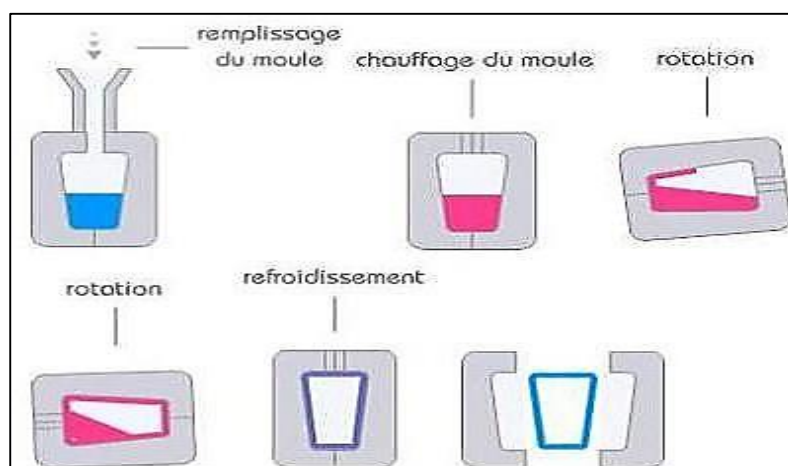 remplissage
du moule
chauffage du moule
rotation
rotation
refroidissement